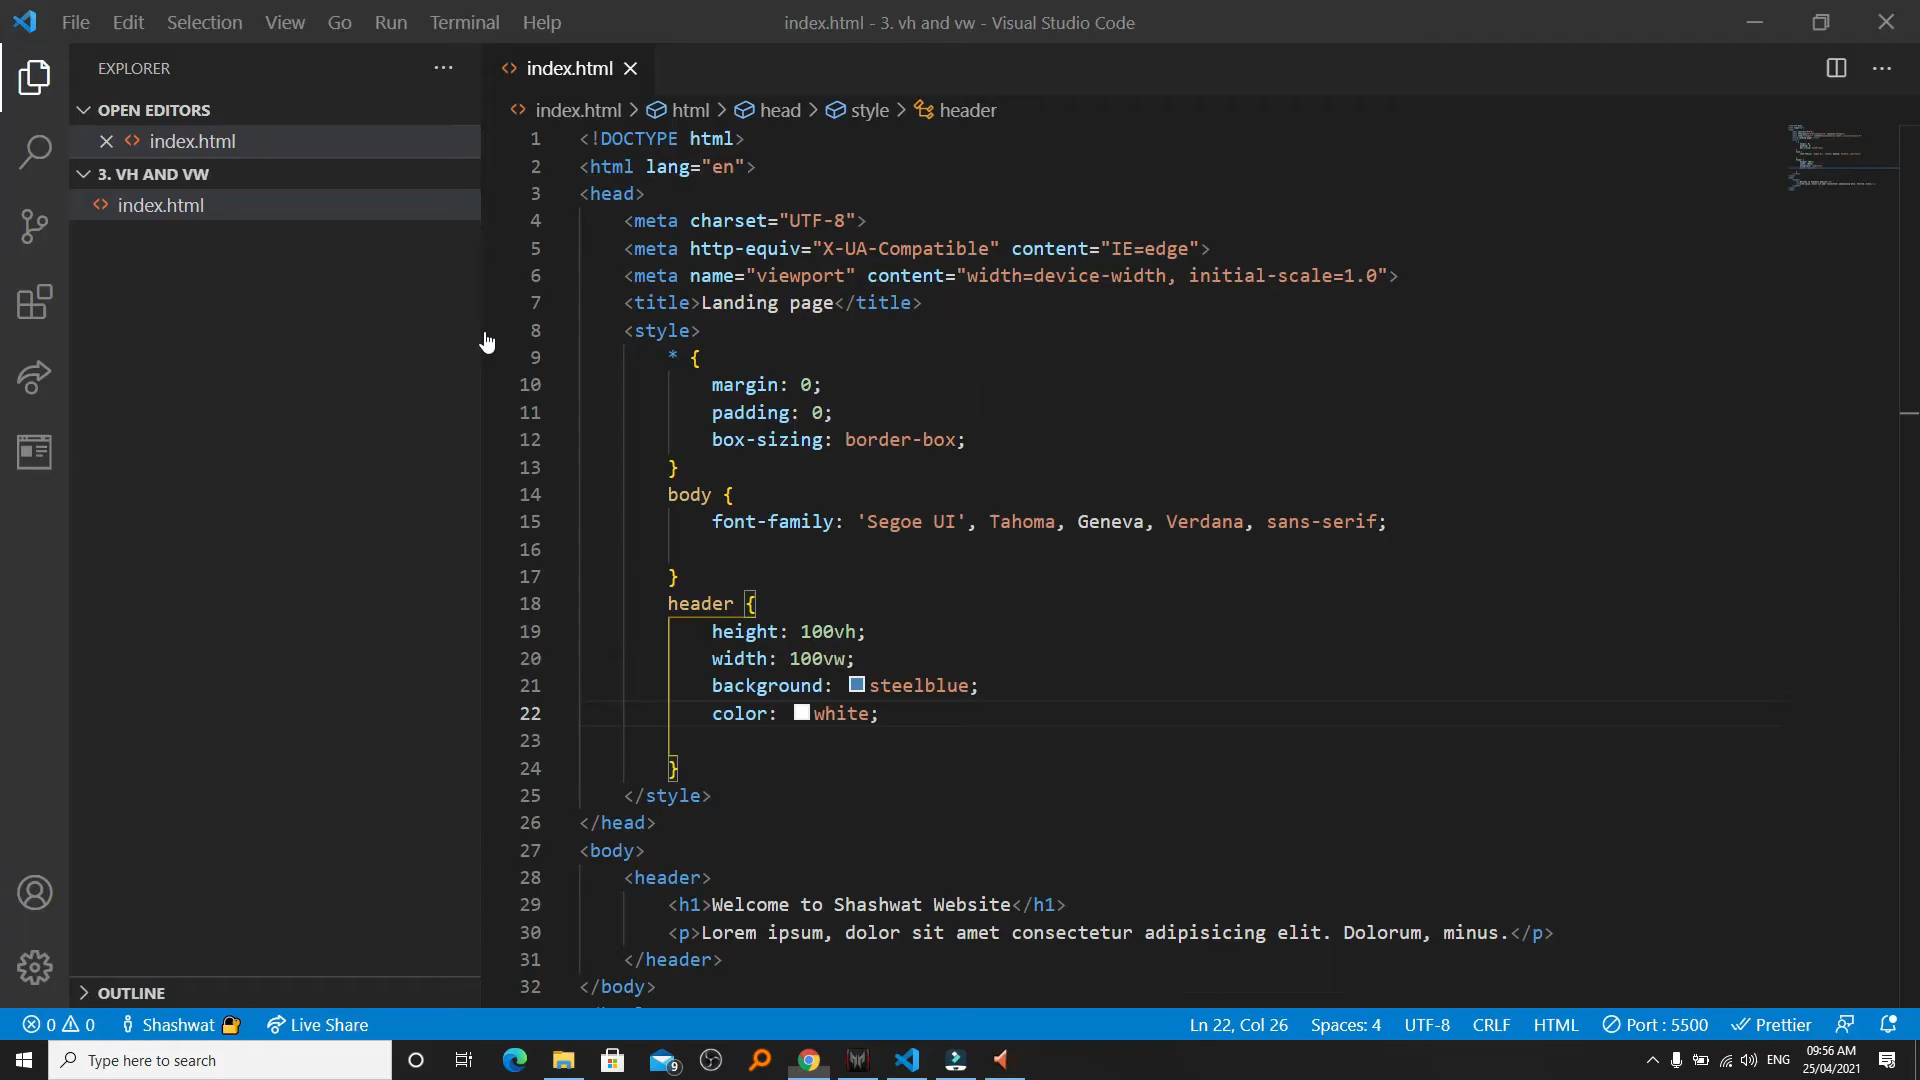 File Edit Selection View Go Run Terminal Help
index.html - 3. vh and vw - Visual Studio Code
EXPLORER
index.html
OPEN EDITORS
index.html
3. VH AND VW
index.html
index.html > html > head > style > header
1 <!DOCTYPE html>
2 <html lang="en">
3 <head>
4 <meta charset="UTF-8">
5 <meta http-equiv="X-UA-Compatible" content="IE=edge">
6 <meta name="viewport" content="width=device-width, initial-scale=1.0">
7 <title>Landing page</title>
8 <style>
9 * {
10 margin: 0;
11 padding: 0;
12 box-sizing: border-box;
13 }
14 body {
15 font-family: 'Segoe UI', Tahoma, Geneva, Verdana, sans-serif;
16
17 }
18 header {
19 height: 100vh;
20 width: 100vw;
21 background: steelblue;
22 color: white;
23
24 }
25 </style>
26 </head>
27 <body>
28 <header>
29 <h1>Welcome to Shashwat Website</h1>
30 <p>Lorem ipsum, dolor sit amet consectetur adipisicing elit. Dolorum, minus.</p>
31 </header>
32 </body>
OUTLINE
0 0 Shashwat Live Share
Ln 22, Col 26 Spaces: 4 UTF-8 CRLF HTML Port : 5500 Prettier
Type here to search
9
ENG
09:56 AM
25/04/2021